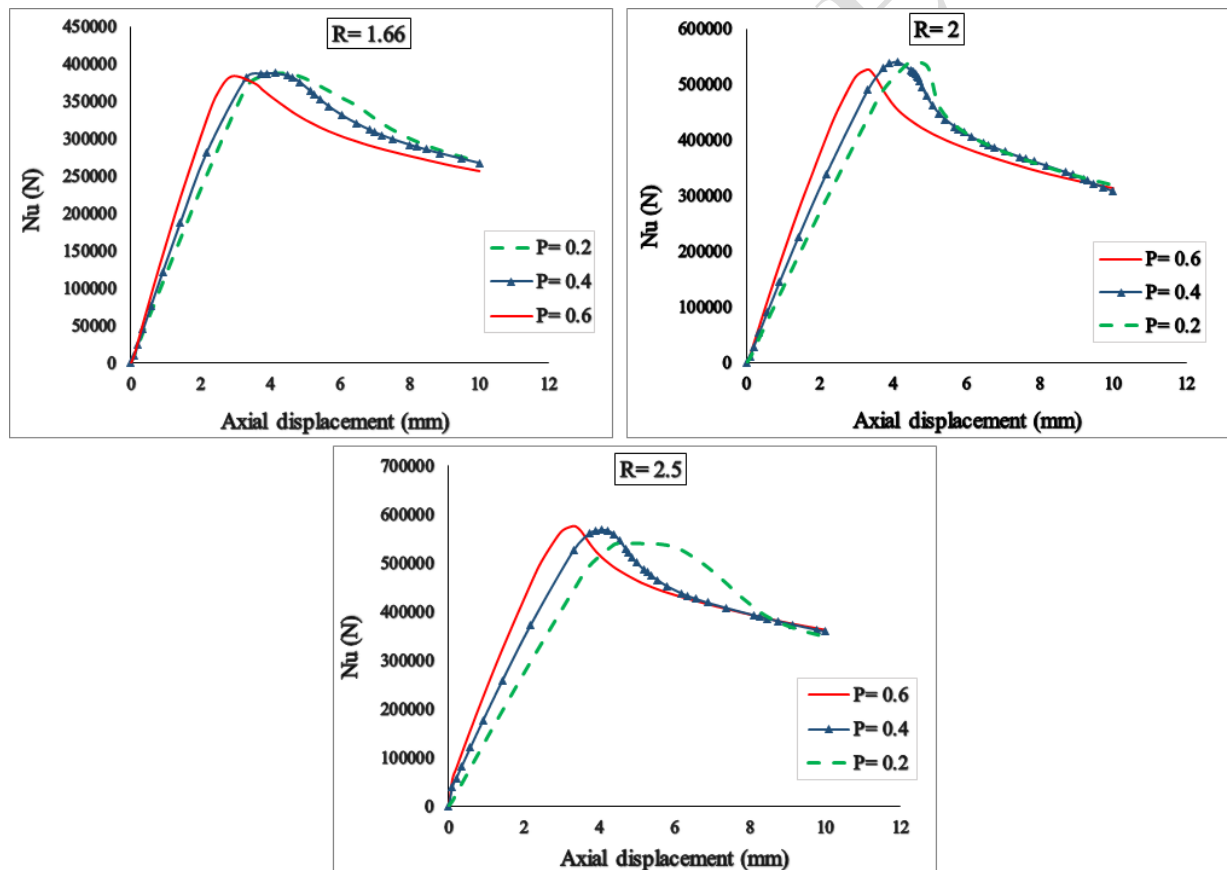 R= 1.66
450000
400000
350000
300000
250000
200000
150000
100000
50000
0
Nu (N)
P= 0.2
P= 0.4
P= 0.6
0 2 4 6 8 10 12
Axial displacement (mm)
R= 2
600000
500000
400000
300000
200000
100000
0
Nu (N)
P= 0.6
P= 0.4
P= 0.2
0 2 4 6 8 10 12
Axial displacement (mm)
R= 2.5
700000
600000
500000
400000
300000
200000
100000
0
Nu (N)
P= 0.6
P= 0.4
P= 0.2
0 2 4 6 8 10 12
Axial displacement (mm)